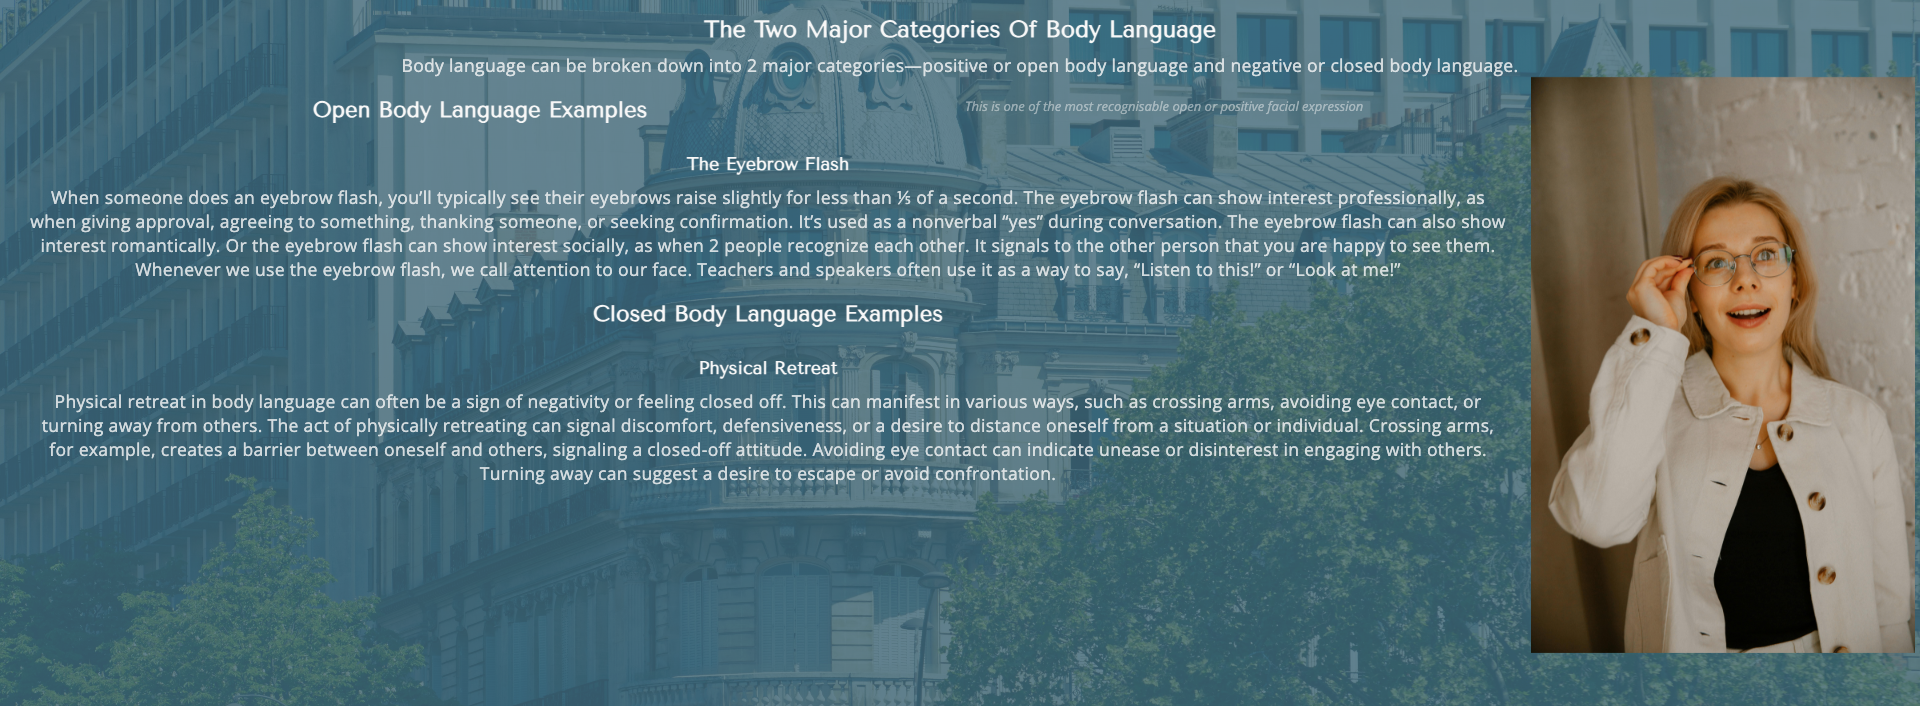 The Two Major Categories Of Body Language
Body language can be broken down into 2 major categories—positive or open body language and negative or closed body language.
Open Body Language Examples
This is one of the most recognisable open or positive facial expression
The Eyebrow Flash
When someone does an eyebrow flash, you’ll typically see their eyebrows raise slightly for less than ⅕ of a second. The eyebrow flash can show interest professionally, as
when giving approval, agreeing to something, thanking someone, or seeking confirmation. It’s used as a nonverbal “yes” during conversation. The eyebrow flash can also show
interest romantically. Or the eyebrow flash can show interest socially, as when 2 people recognize each other. It signals to the other person that you are happy to see them.
Whenever we use the eyebrow flash, we call attention to our face. Teachers and speakers often use it as a way to say, “Listen to this!” or “Look at me!”
Closed Body Language Examples
Physical Retreat
Physical retreat in body language can often be a sign of negativity or feeling closed off. This can manifest in various ways, such as crossing arms, avoiding eye contact, or
turning away from others. The act of physically retreating can signal discomfort, defensiveness, or a desire to distance oneself from a situation or individual. Crossing arms,
for example, creates a barrier between oneself and others, signaling a closed-off attitude. Avoiding eye contact can indicate unease or disinterest in engaging with others.
Turning away can suggest a desire to escape or avoid confrontation.